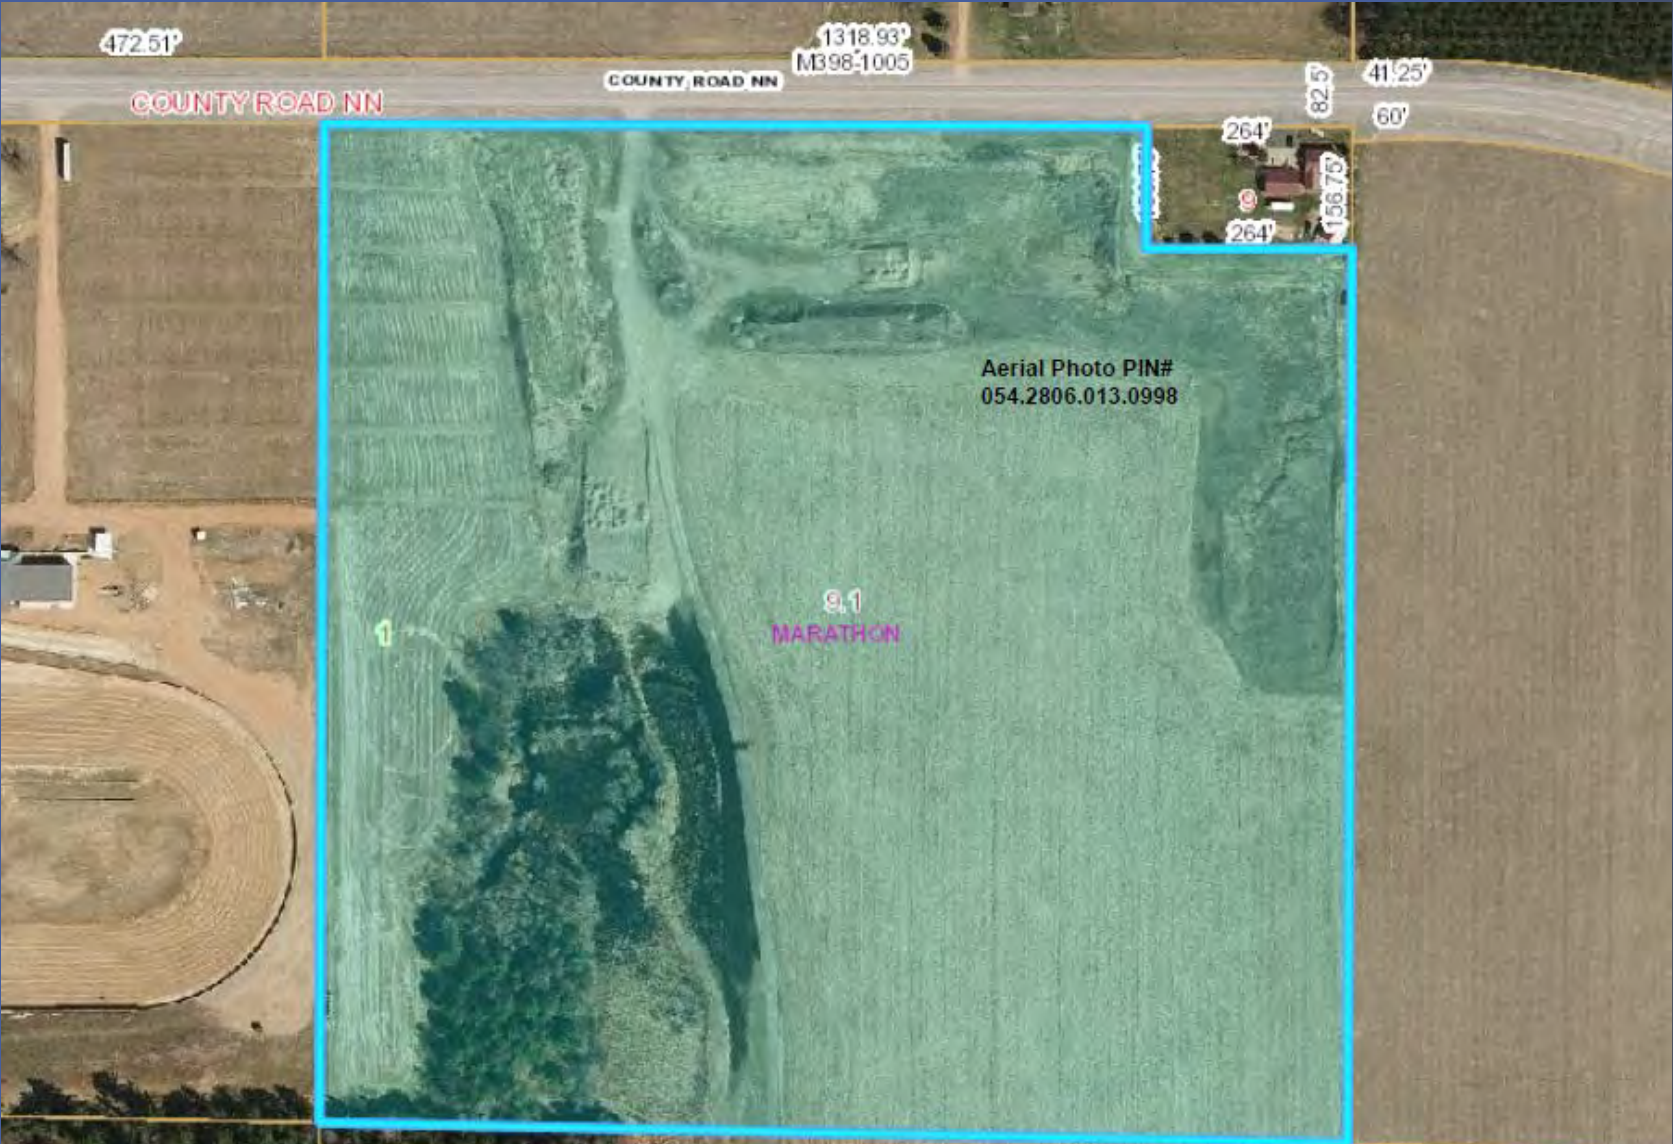 472.51'
1318.93'
M398-1005
COUNTY ROAD NN
COUNTY ROAD NN
82.5'
41.25'
60'
264'
156.75'
9
264'
Aerial Photo PIN#
054.2806.013.0998
9.1
MARATHON
1